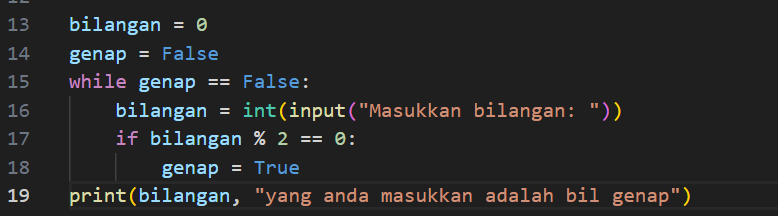 13 bilangan = 0
14 genap = False
15 while genap == False:
16     bilangan = int(input("Masukkan bilangan: "))
17     if bilangan % 2 == 0:
18         genap = True
19 print(bilangan, "yang anda masukkan adalah bil genap")